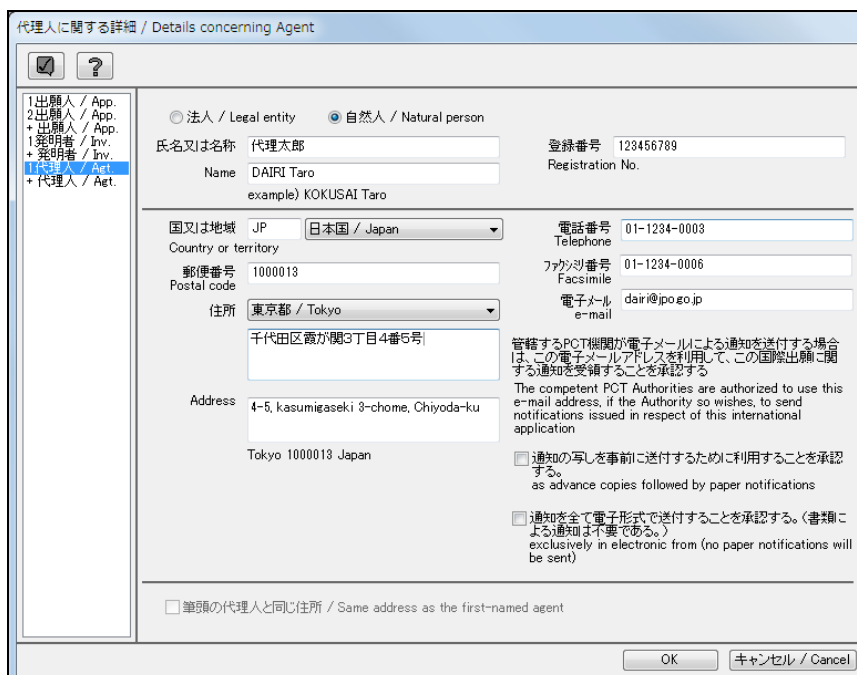 代理人に関する詳細 / Details concerning Agent
?
1出願人 / App.
2出願人 / App.
+ 出願人 / App.
1発明者 / Inv.
+ 発明者 / Inv.
1代理人 / Agt.
+ 代理人 / Agt.
法人 / Legal entity
自然人 / Natural person
氏名又は名称
代理太郎
Name
DAIRI Taro
example) KOKUSAI Taro
登録番号
123456789
Registration No.
国又は地域
JP
日本国 / Japan
Country or territory
郵便番号
1000013
Postal code
住所
東京都 / Tokyo
千代田区霞が関3丁目4番5号
Address
4-5, kasumigaseki 3-chome, Chiyoda-ku
Tokyo 1000013 Japan
電話番号
01-1234-0003
Telephone
ファクシミリ番号
01-1234-0006
Facsimile
電子メール
dairi@jpo.go.jp
e-mail
管轄するPCT機関が電子メールによる通知を送付する場合
は、この電子メールアドレスを利用して、この国際出願に関
する通知を受領することを承認する
The competent PCT Authorities are authorized to use this
e-mail address, if the Authority so wishes, to send
notifications issued in respect of this international
application
通知の写しを事前に送付するために利用することを承認
する。
as advance copies followed by paper notifications
通知を全て電子形式で送付することを承認する。（書類に
よる通知は不要である。）
exclusively in electronic from (no paper notifications will
be sent)
筆頭の代理人と同じ住所 / Same address as the first-named agent
OK
キャンセル / Cancel